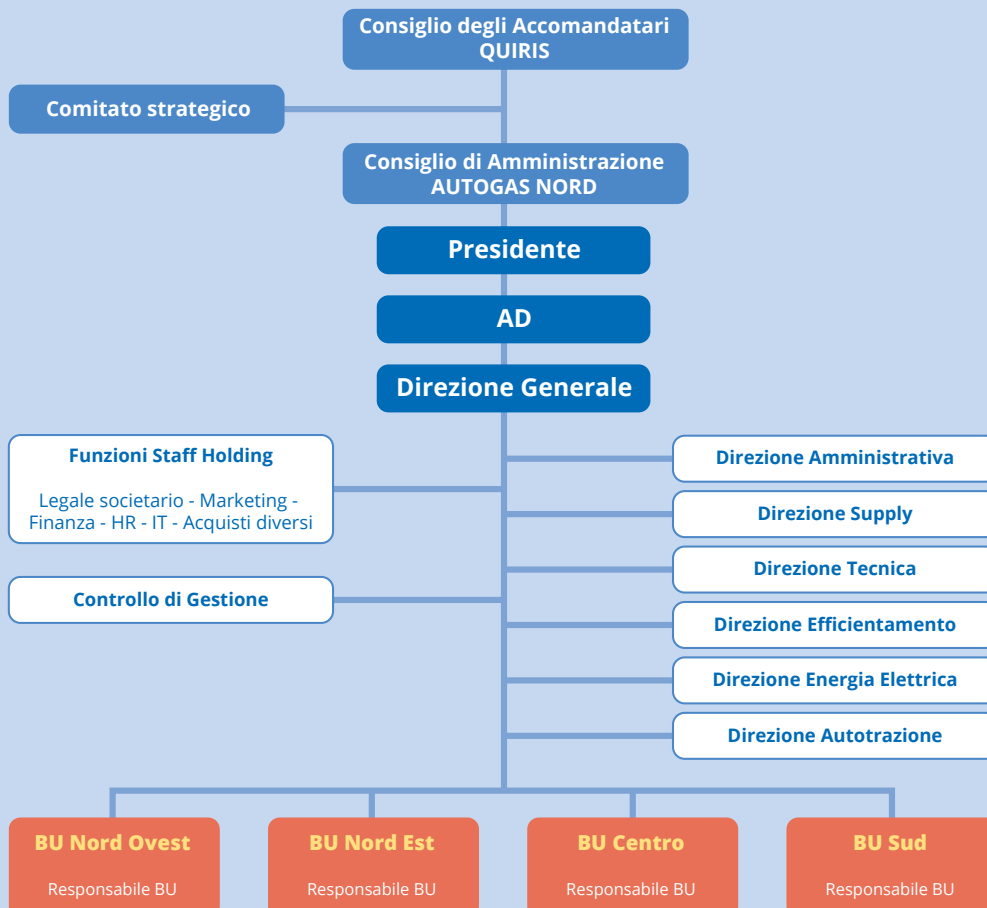 Consiglio degli Accomandatari
QUIRIS
Comitato strategico
Consiglio di Amministrazione
AUTOGAS NORD
Presidente
AD
Direzione Generale
Funzioni Staff Holding
Legale societario - Marketing -
Finanza - HR - IT - Acquisti diversi
Controllo di Gestione
Direzione Amministrativa
Direzione Supply
Direzione Tecnica
Direzione Efficientamento
Direzione Energia Elettrica
Direzione Autotrazione
BU Nord Ovest
Responsabile BU
BU Nord Est
Responsabile BU
BU Centro
Responsabile BU
BU Sud
Responsabile BU